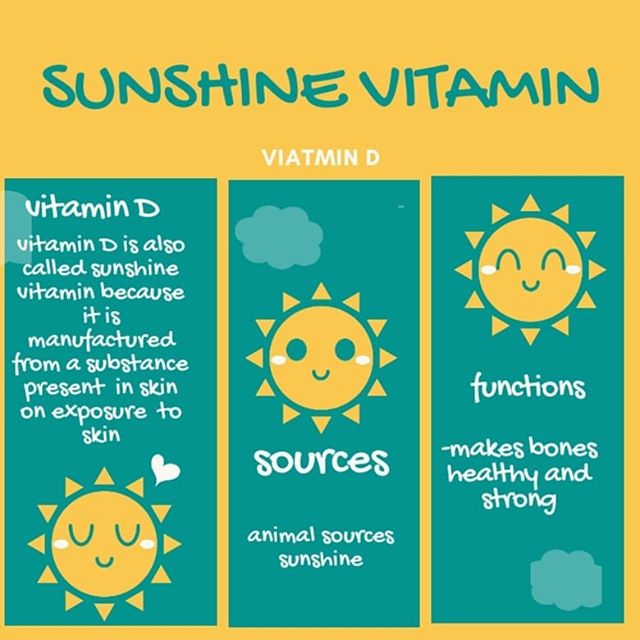 SUNSHINE VITAMIN
VIATMIN D
vitamin D
vitamin D is also
called sunshine
vitamin because
it is
manufactured
from a substance
present in skin
on exposure to
skin
sources
animal sources
sunshine
functions
-makes bones
healthy and
strong